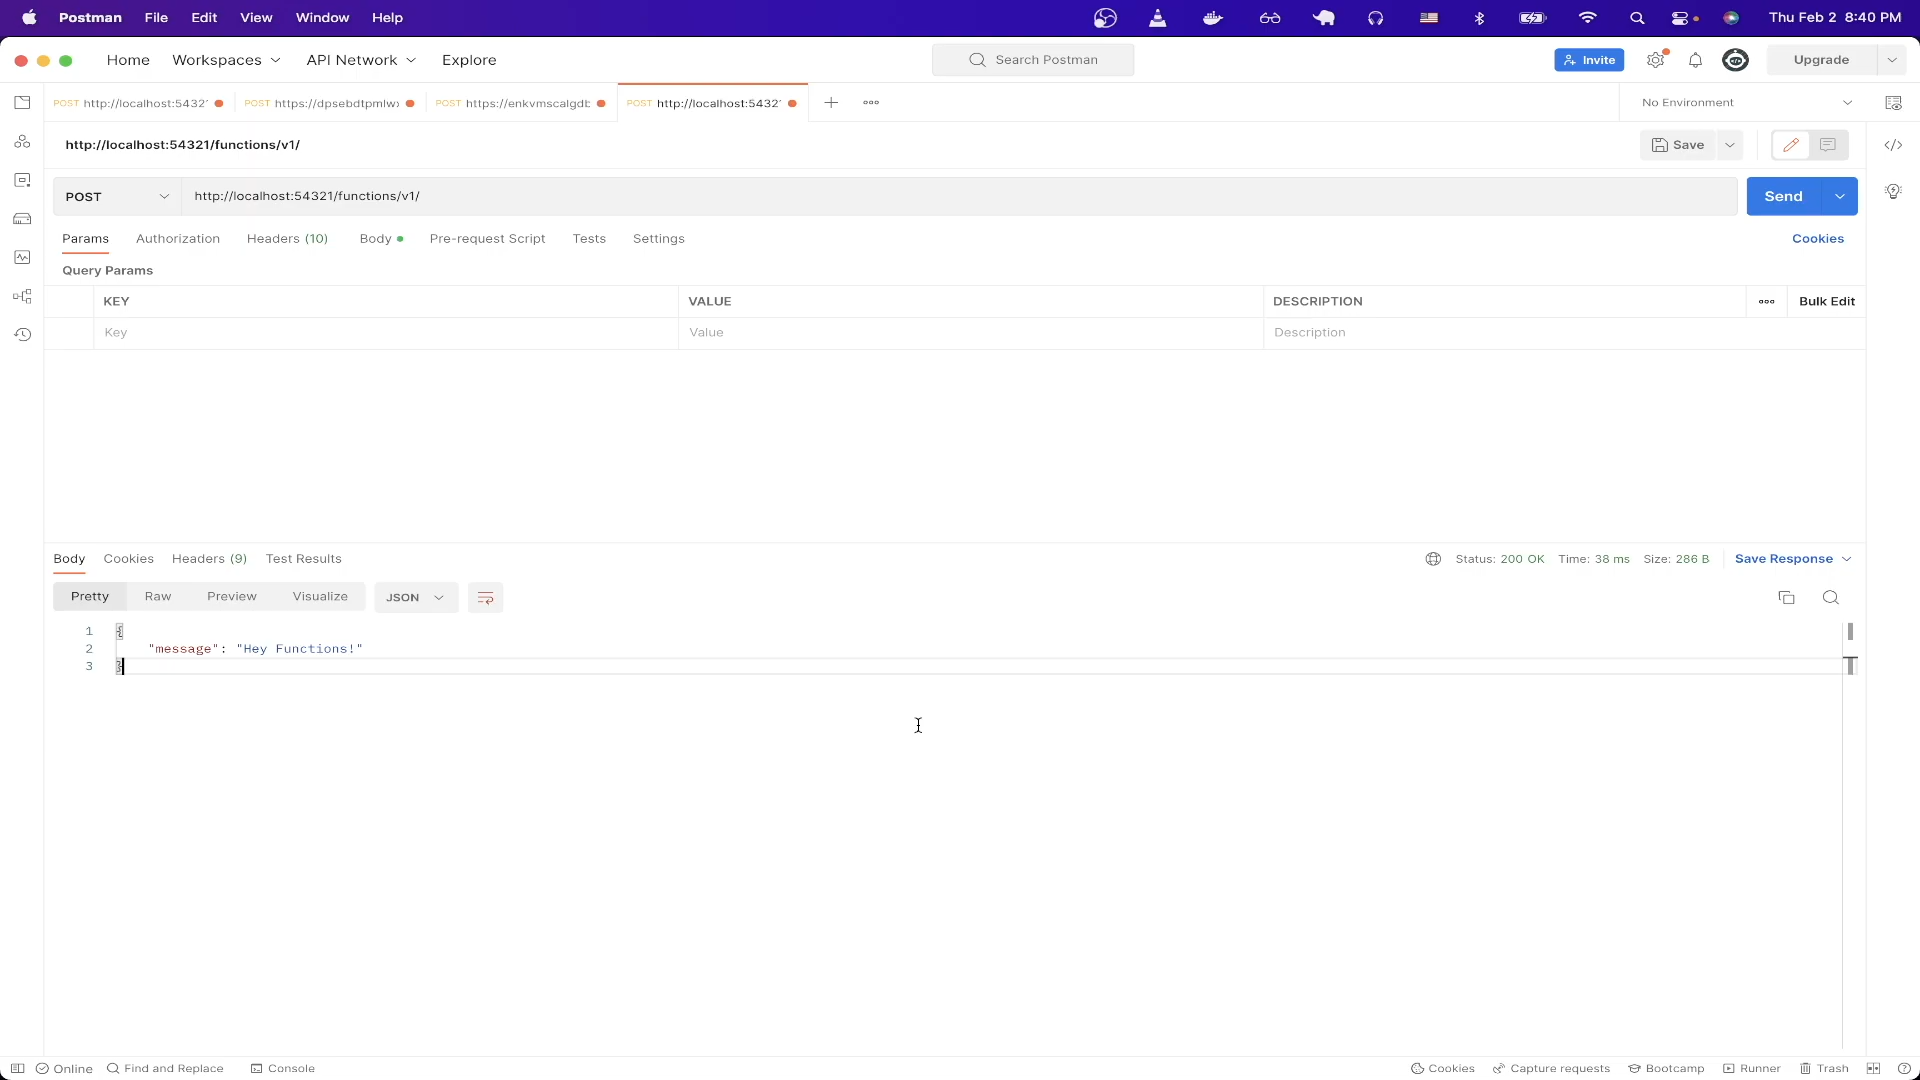 Postman File Edit View Window Help Thu Feb 2 8:40 PM
Home Workspaces API Network Explore Search Postman Invite Upgrade
POST http://localhost:5432 POST https://dpsebdtpmlw POST https://enkvmscalgdb POST http://localhost:5432 No Environment
http://localhost:54321/functions/v1/ Save
POST http://localhost:54321/functions/v1/ Send
Params Authorization Headers (10) Body Pre-request Script Tests Settings Cookies
Query Params
KEY VALUE DESCRIPTION Bulk Edit
Key Value Description
Body Cookies Headers (9) Test Results Status: 200 OK Time: 38 ms Size: 286 B Save Response
Pretty Raw Preview Visualize JSON
1 {
2 "message": "Hey Functions!"
3 }
Online Find and Replace Console Cookies Capture requests Bootcamp Runner Trash